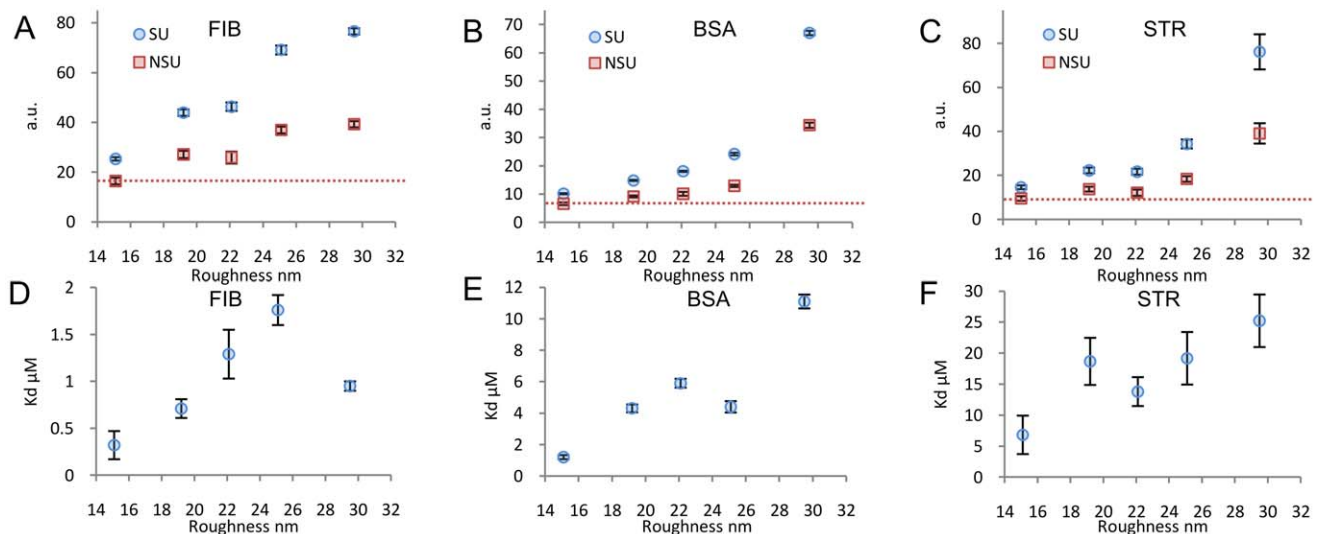 A
FIB
SU
NSU
80
60
40
20
0
a.u.
14 16 18 20 22 24 26 28 30 32
Roughness nm
B
BSA
SU
NSU
70
60
50
40
30
20
10
0
a.u.
14 16 18 20 22 24 26 28 30 32
Roughness nm
C
STR
SU
NSU
80
60
40
20
0
a.u.
14 16 18 20 22 24 26 28 30 32
Roughness nm
D
FIB
2
1.5
1
0.5
0
Kd µM
14 16 18 20 22 24 26 28 30 32
Roughness nm
E
BSA
12
10
8
6
4
2
0
Kd µM
14 16 18 20 22 24 26 28 30 32
Roughness nm
F
STR
30
25
20
15
10
5
0
Kd µM
14 16 18 20 22 24 26 28 30 32
Roughness nm